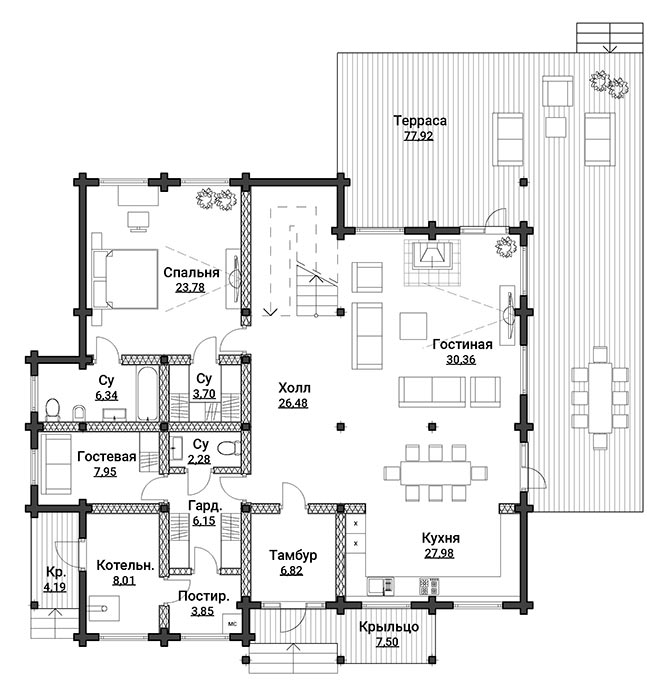 Терраса
77,92
Спальня
23,78
Гостиная
30,36
Су
6,34
Су
3,70
Холл
26,48
Су
2,28
Гостевая
7,95
Гард.
6,15
Кухня
27,98
х
х
Тамбур
6,82
Котельн.
8,01
Кр.
4,19
Постир.
3,85
мс
Крыльцо
7,50